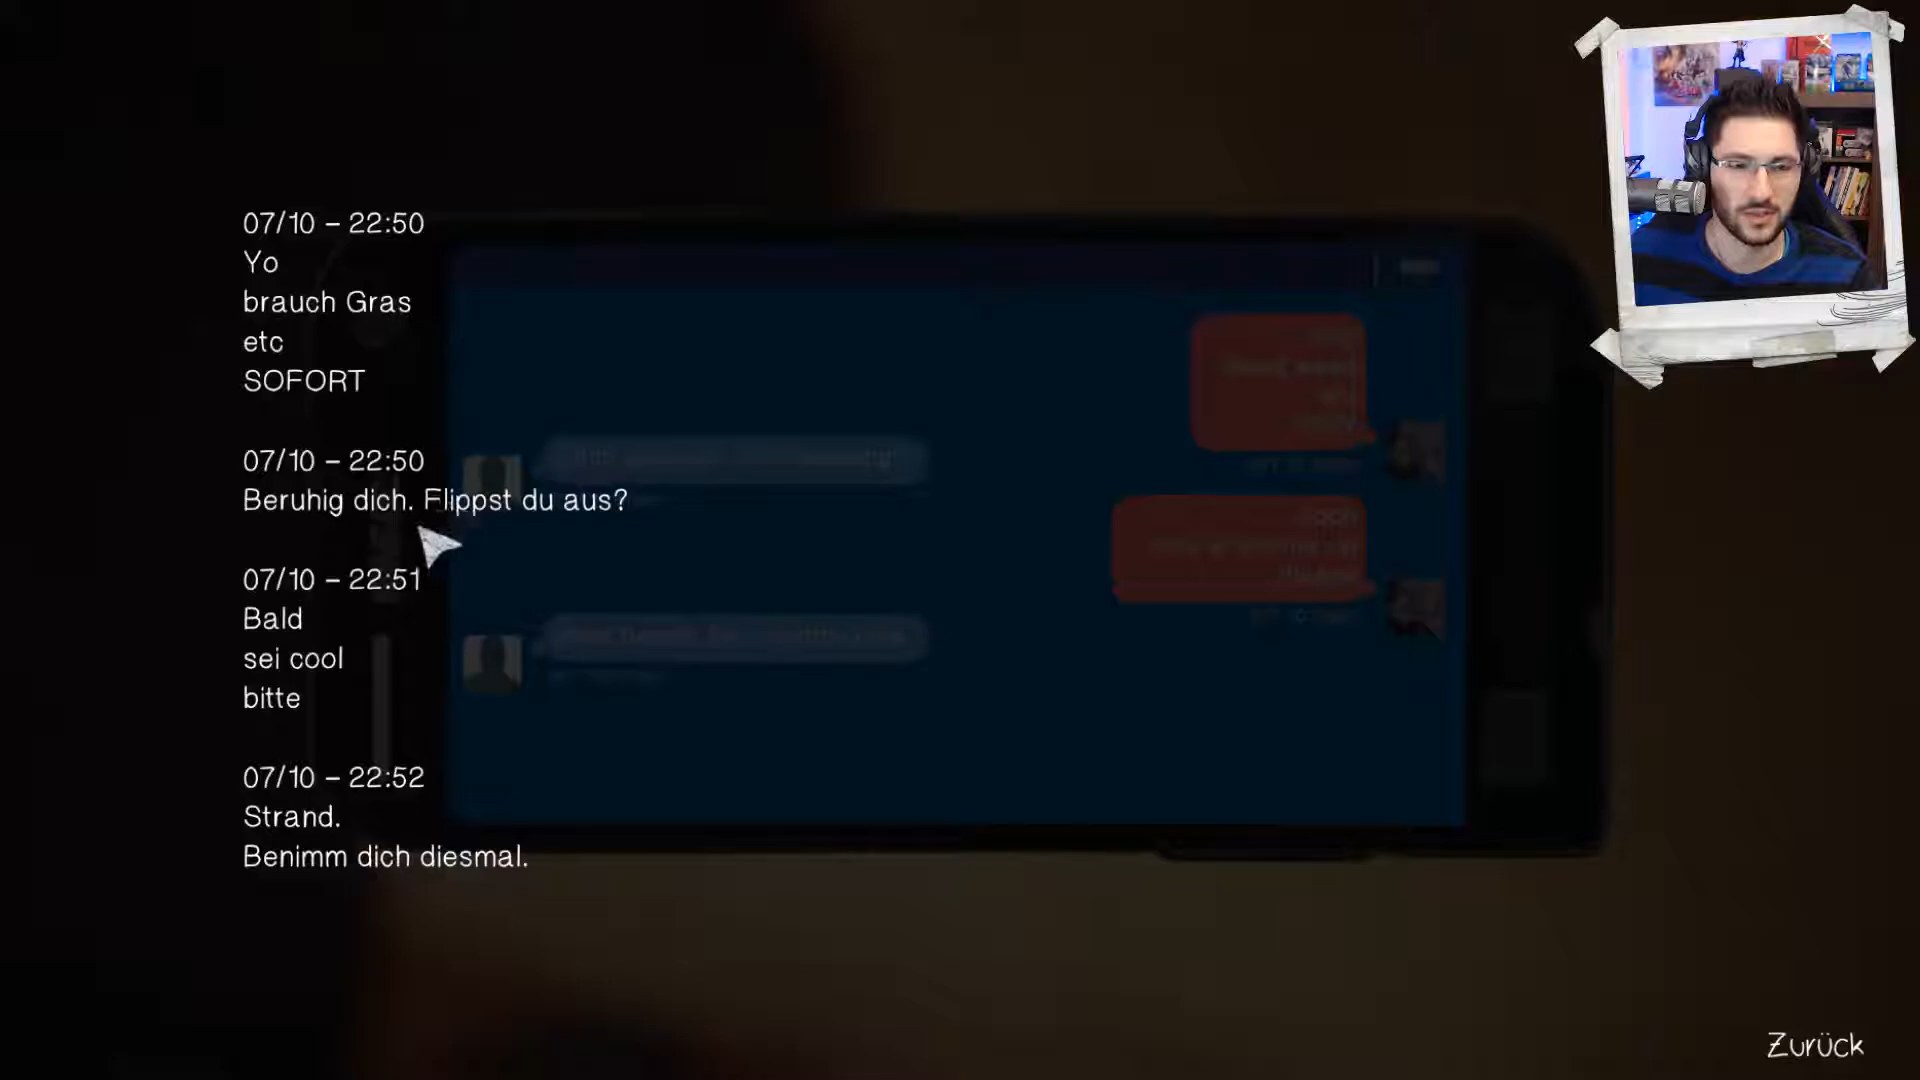 07/10 – 22:50
Yo
brauch Gras
etc
SOFORT
07/10 – 22:50
Beruhig dich. Flippst du aus?
07/10 – 22:51
Bald
sei cool
bitte
07/10 – 22:52
Strand.
Benimm dich diesmal.
Zurück